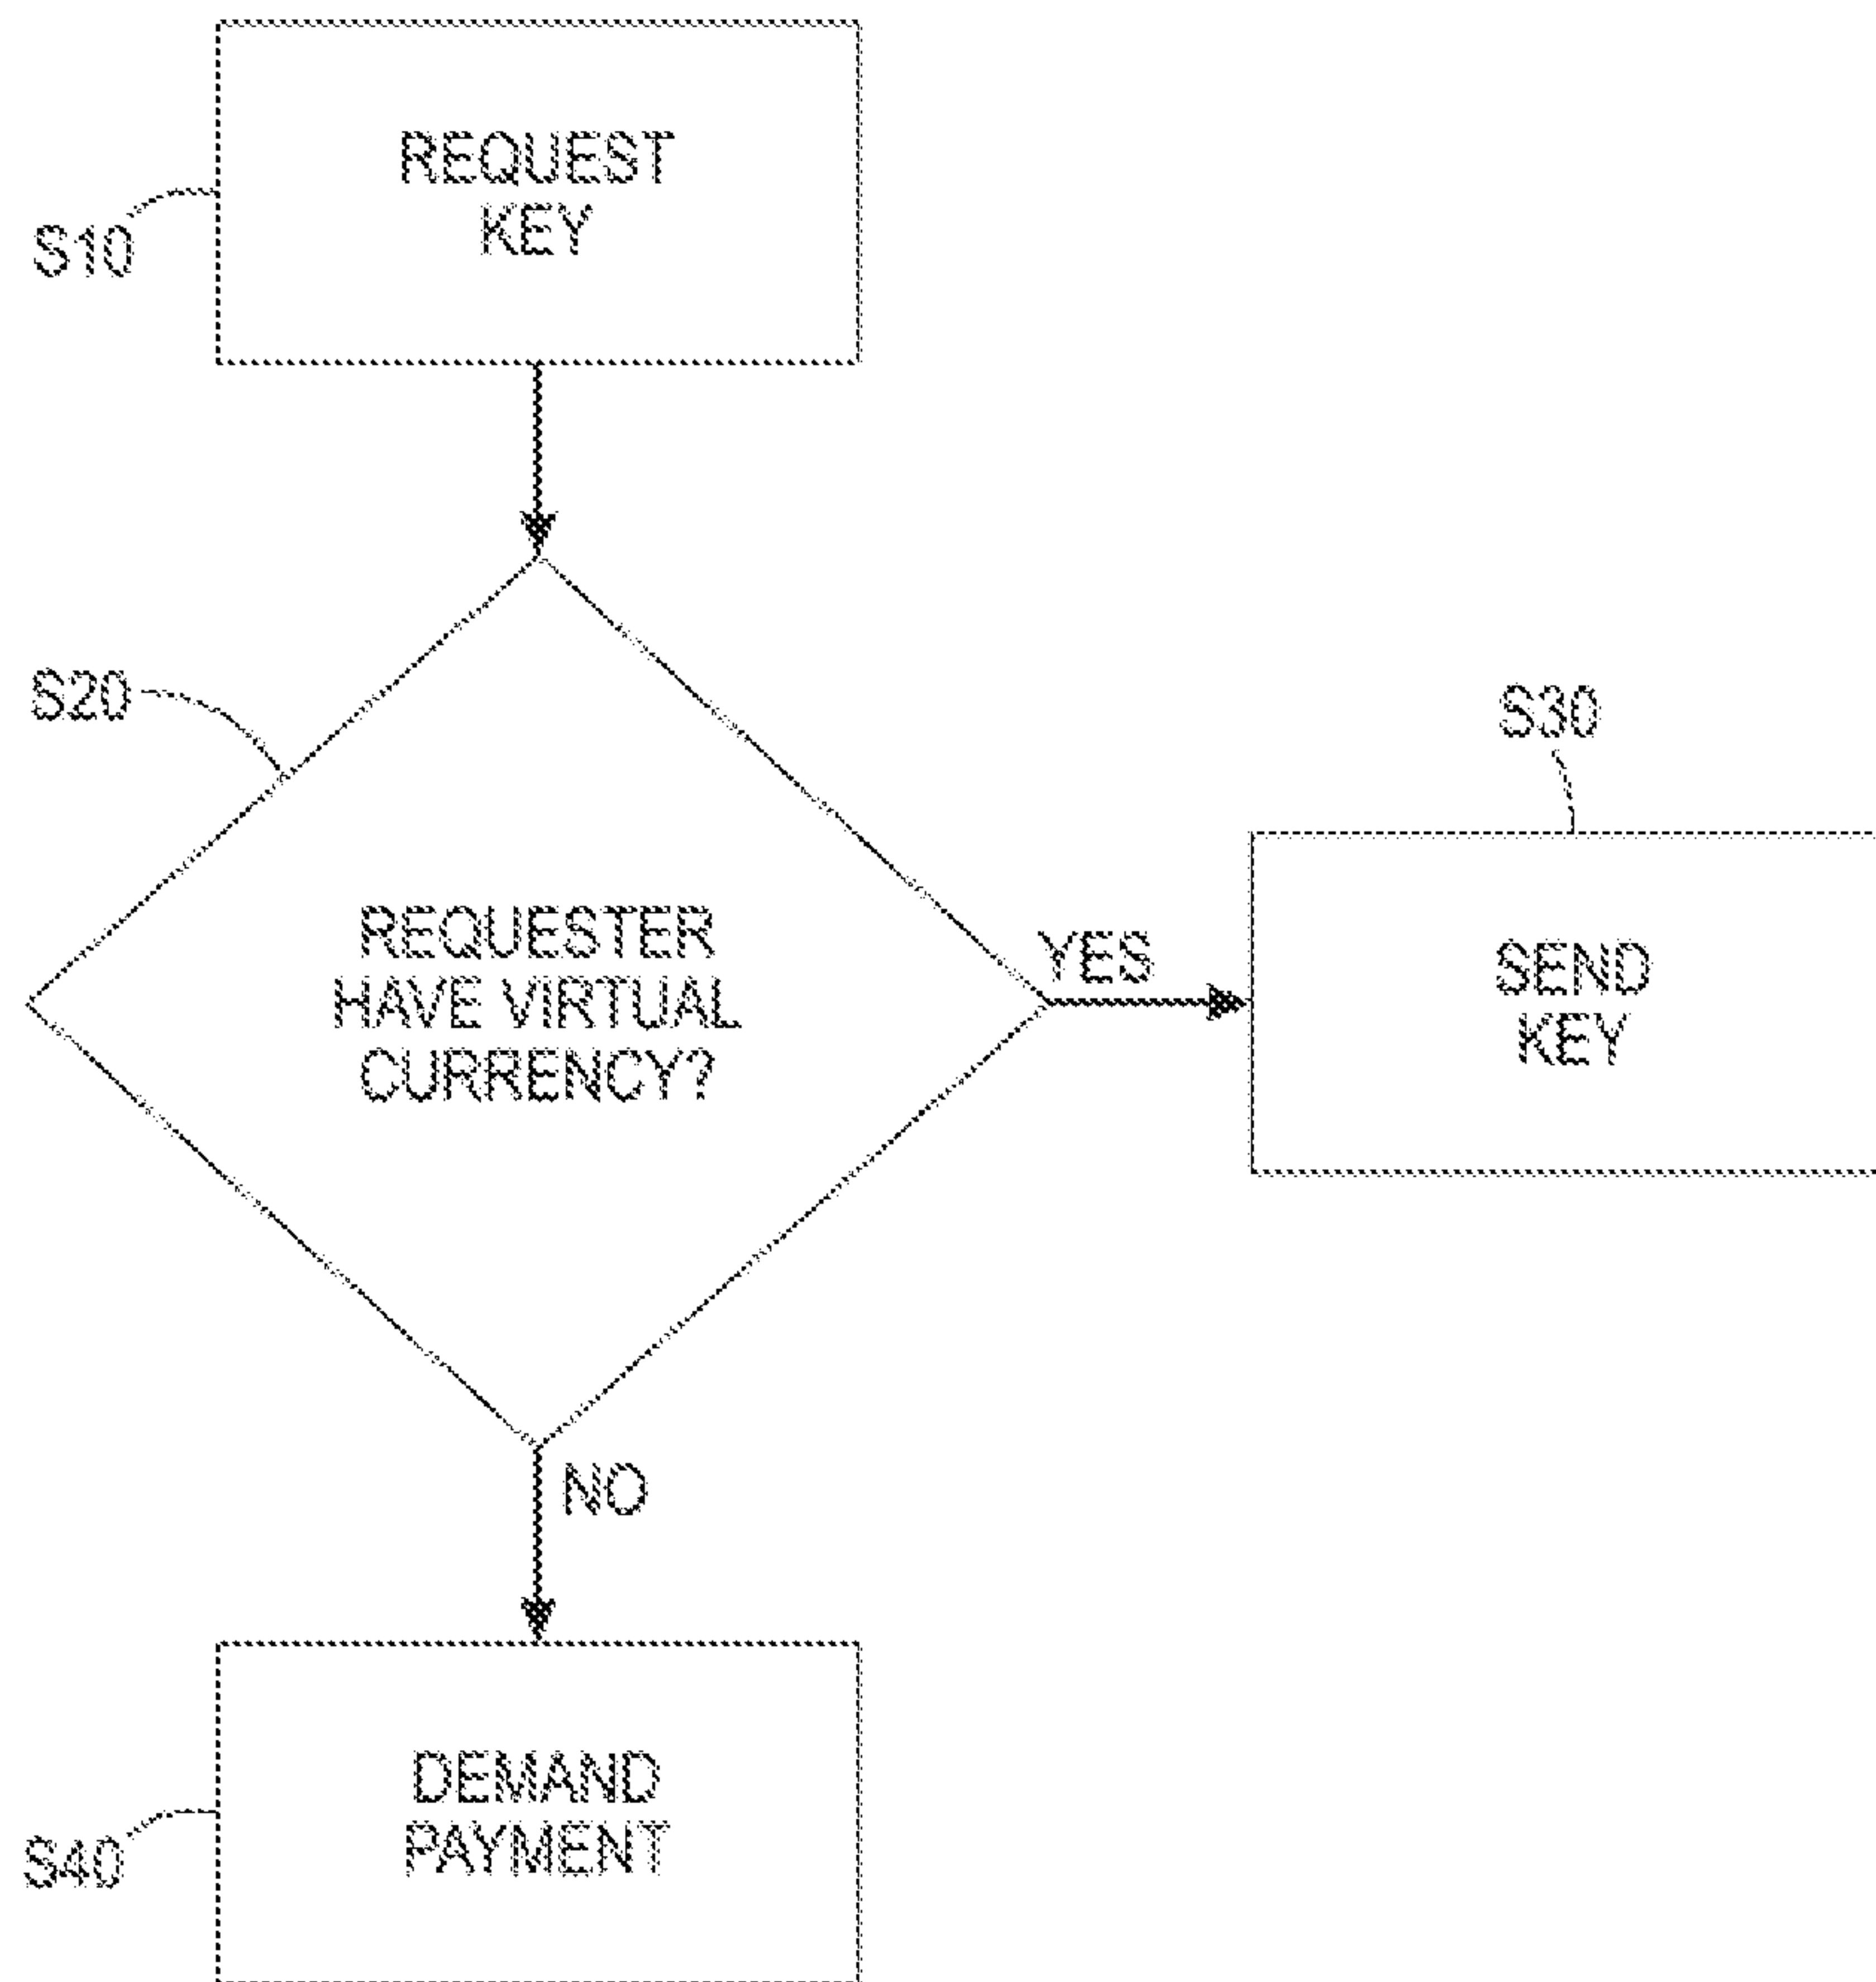 REQUEST
KEY
S10
S20
REQUESTER
HAVE VIRTUAL
CURRENCY?
YES
S30
SEND
KEY
NO
DEMAND
PAYMENT
S40